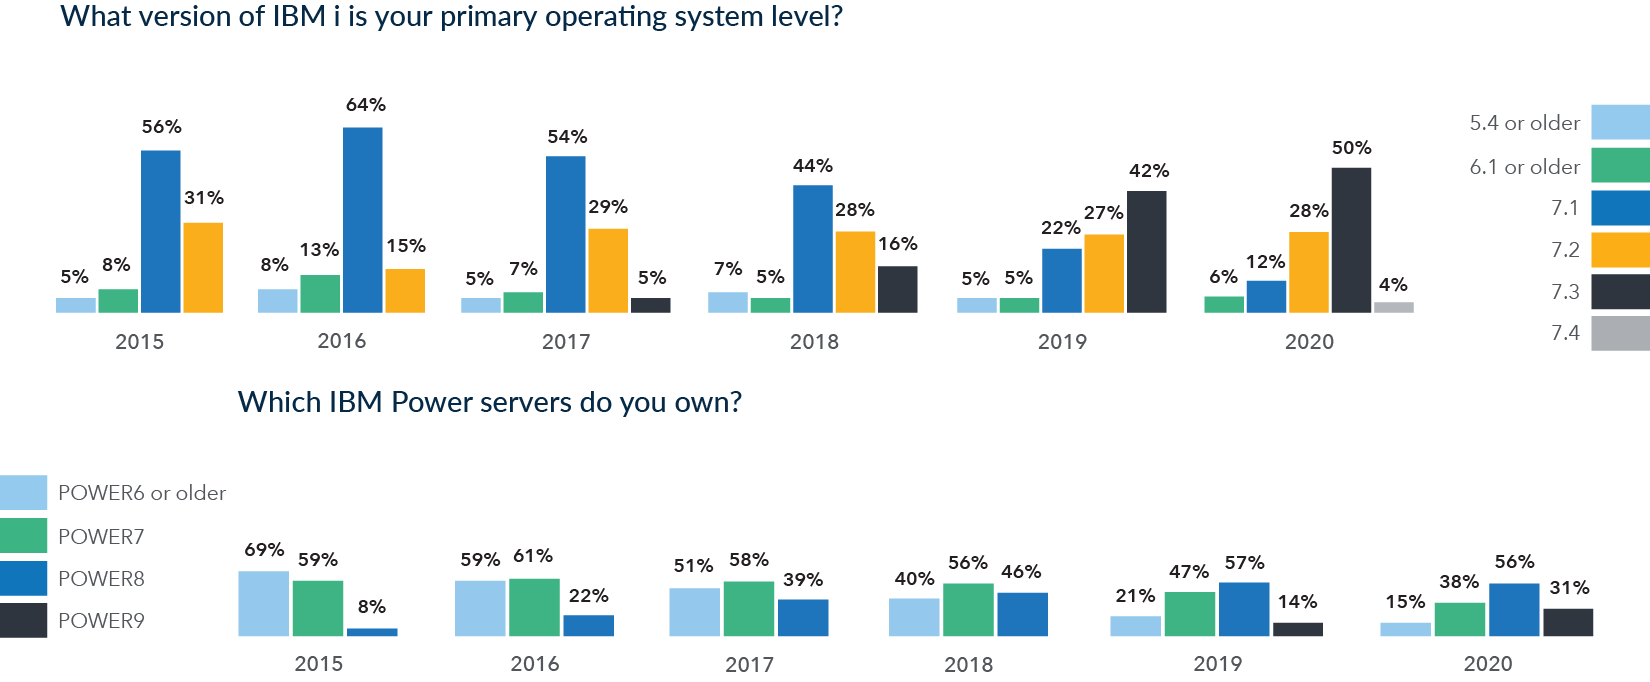 What version of IBM i is your primary operating system level?
5% 8% 56% 31%
8% 13% 64% 15%
5% 7% 54% 29% 5%
7% 5% 44% 28% 16%
5% 5% 22% 27% 42%
6% 12% 28% 50% 4%
2015 2016 2017 2018 2019 2020
5.4 or older
6.1 or older
7.1
7.2
7.3
7.4
Which IBM Power servers do you own?
POWER6 or older
POWER7
POWER8
POWER9
69% 59% 8%
59% 61% 22%
51% 58% 39%
40% 56% 46%
21% 47% 57% 14%
15% 38% 56% 31%
2015 2016 2017 2018 2019 2020